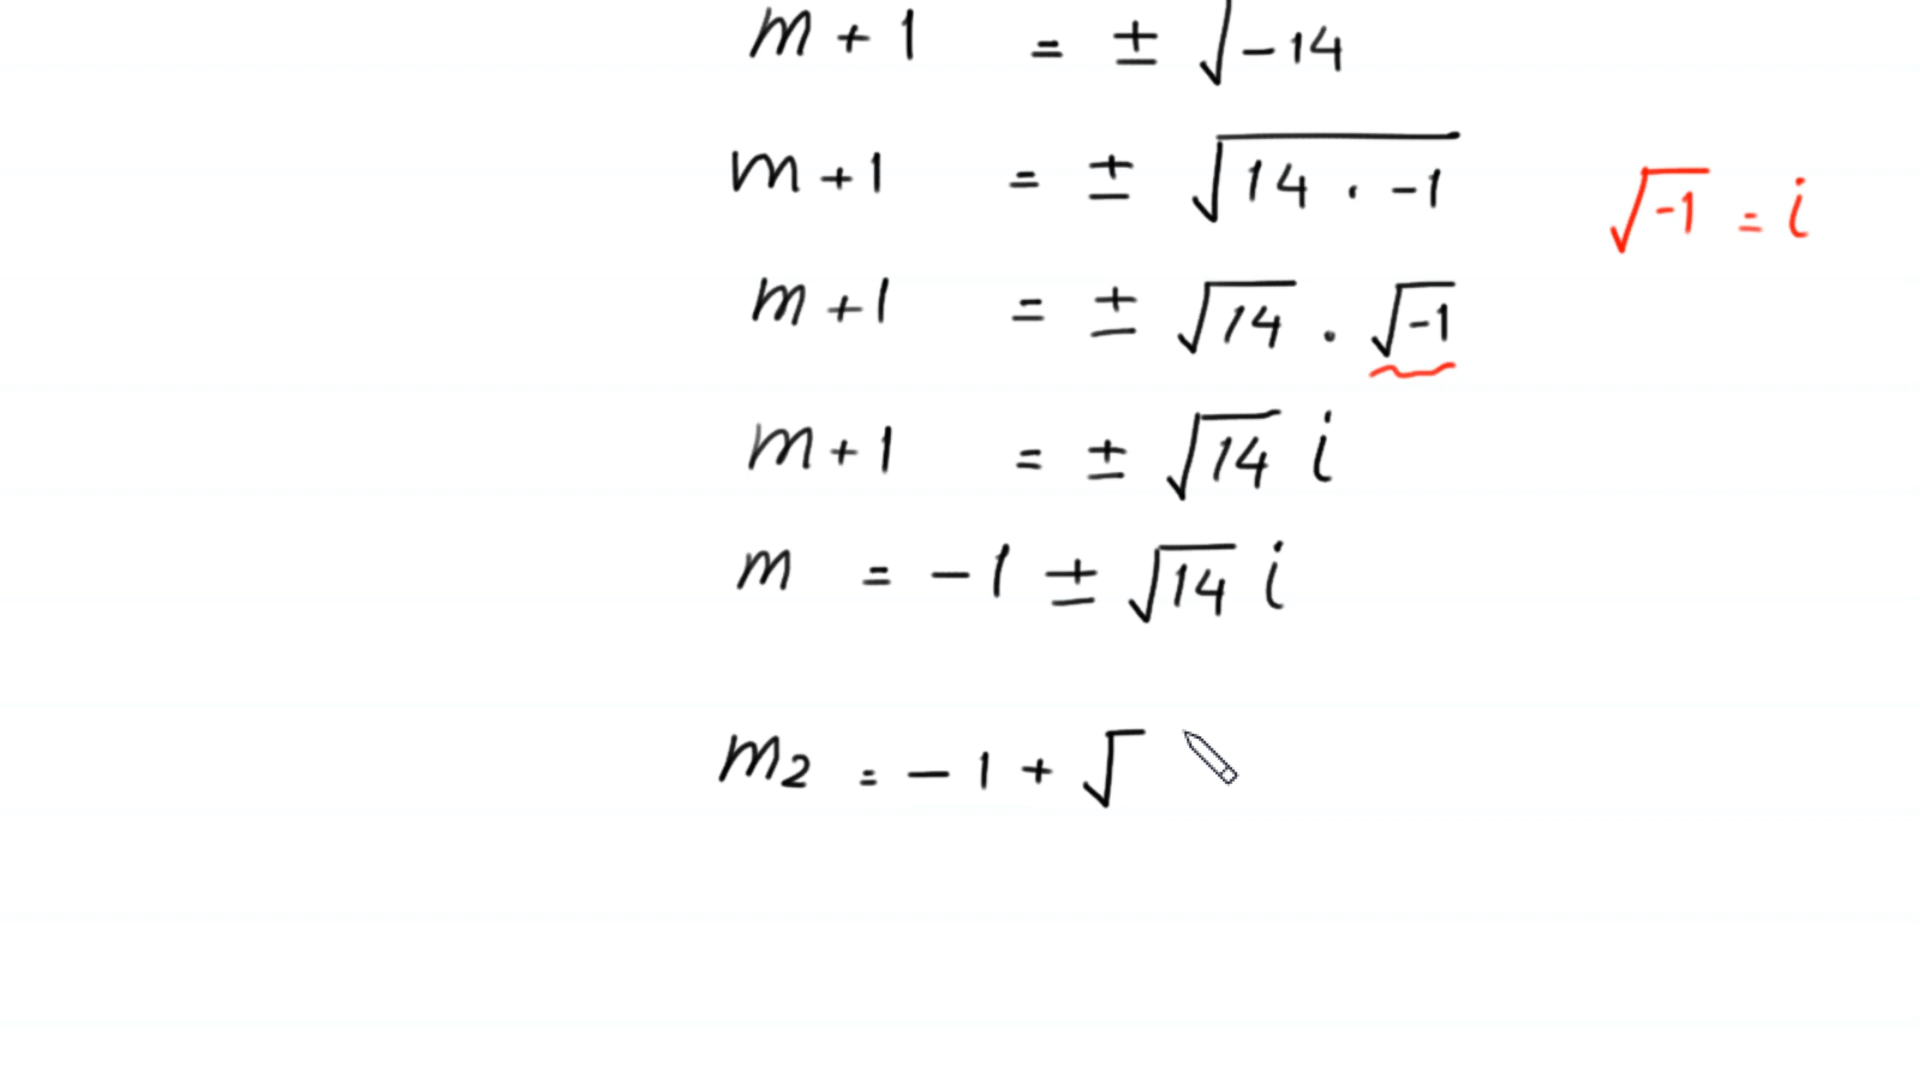 m + 1 = ± √-14
m + 1 = ± √14 · -1
√-1 = i
m + 1 = ± √14 · √-1
m + 1 = ± √14 i
m = - 1 ± √14 i
m₂ = - 1 + √